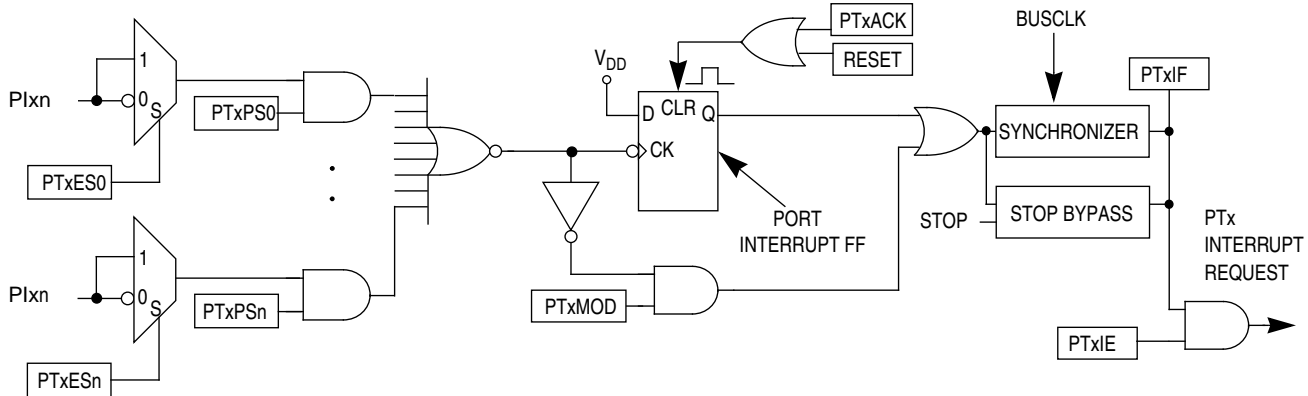 PIxn
1
0
S
PTxES0
PTxPS0
PIxn
1
0
S
PTxESn
PTxPSn
VDD
D
CLR
Q
CK
PTxACK
RESET
PORT
INTERRUPT FF
PTxMOD
BUSCLK
SYNCHRONIZER
STOP
STOP BYPASS
PTxIF
PTx
INTERRUPT
REQUEST
PTxIE